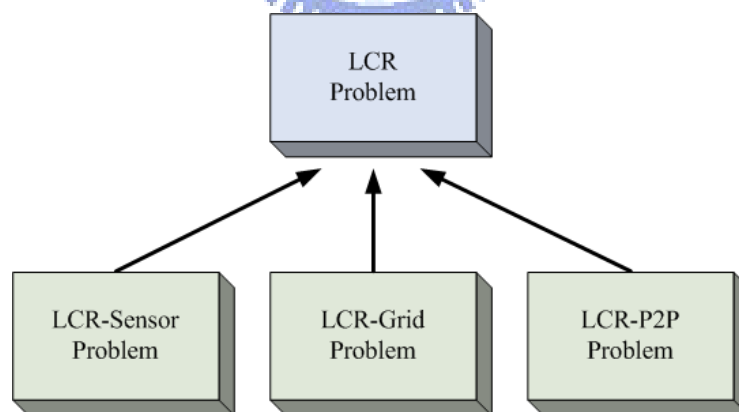 LCR
Problem
LCR-Sensor
Problem
LCR-Grid
Problem
LCR-P2P
Problem